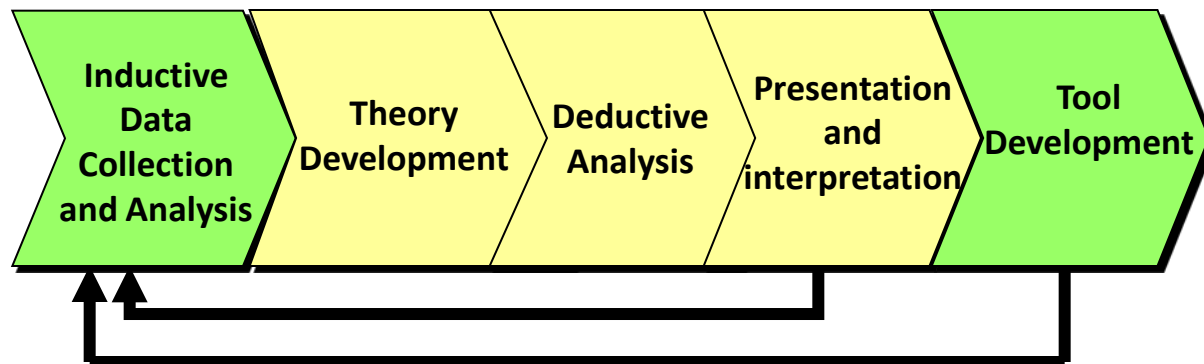 Inductive
Data
Collection
and Analysis
Theory
Development
Deductive
Analysis
Presentation
and
interpretation
Tool
Development